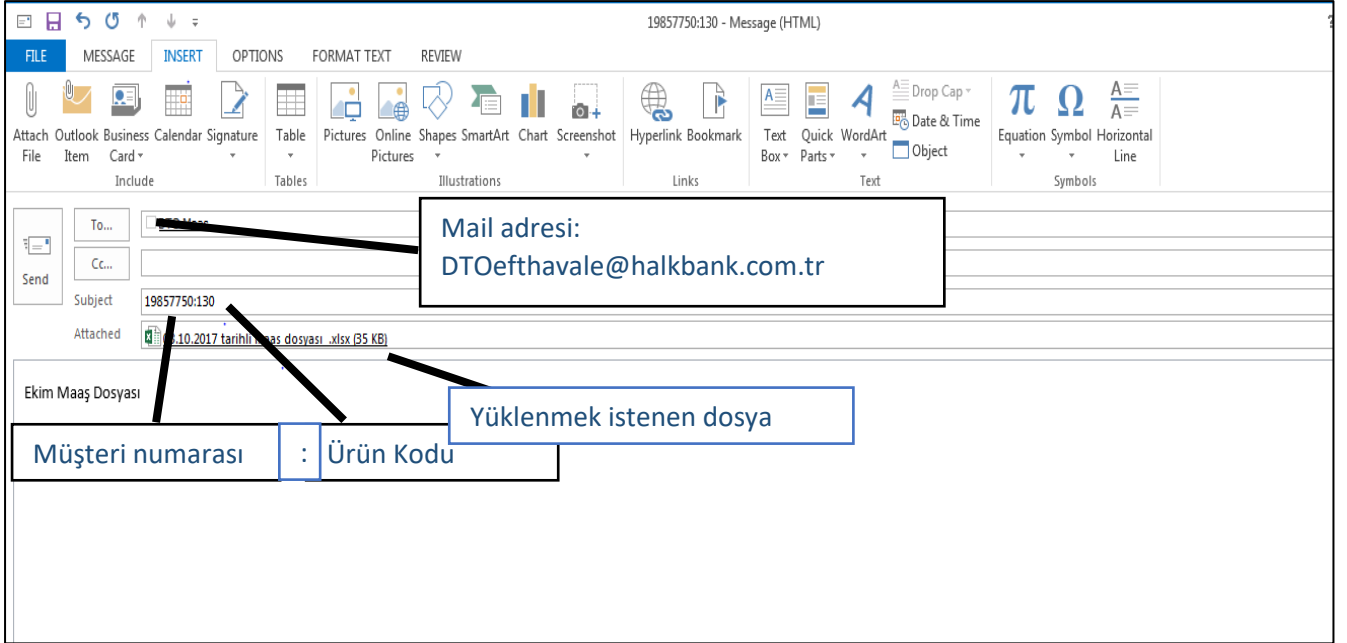 19857750:130 - Message (HTML)
FILE MESSAGE INSERT OPTIONS FORMAT TEXT REVIEW
Attach File
Outlook Item
Business Card
Calendar
Signature
Table
Pictures
Online Pictures
Shapes
SmartArt
Chart
Screenshot
Hyperlink
Bookmark
Text Box
Quick Parts
WordArt
Drop Cap
Date & Time
Object
π Equation
Ω Symbol
Horizontal Line
Include Tables Illustrations Links Text Symbols
To...
Cc...
Send
Subject 19857750:130
Attached .10.2017 tarihli dosyası .xlsx (35 KB)
Mail adresi:
DTOefthavale@halkbank.com.tr
Ekim Maaş Dosyası
Yüklenmek istenen dosya
Müşteri numarası : Ürün Kodu